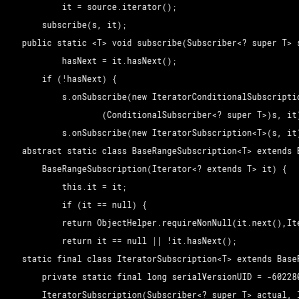 it = source.iterator();
subscribe(s, it);
public static <T> void subscribe(Subscriber<? super T> s
hasNext = it.hasNext();
if (!hasNext) {
s.onSubscribe(new IteratorConditionalSubscriptio
(ConditionalSubscriber<? super T>)s, it)
s.onSubscribe(new IteratorSubscription<T>(s, it)
abstract static class BaseRangeSubscription<T> extends B
BaseRangeSubscription(Iterator<? extends T> it) {
this.it = it;
if (it == null) {
return ObjectHelper.requireNonNull(it.next(),Ite
return it == null || !it.hasNext();
static final class IteratorSubscription<T> extends BaseR
private static final long serialVersionUID = -602280
IteratorSubscription(Subscriber<? super T> actual, I